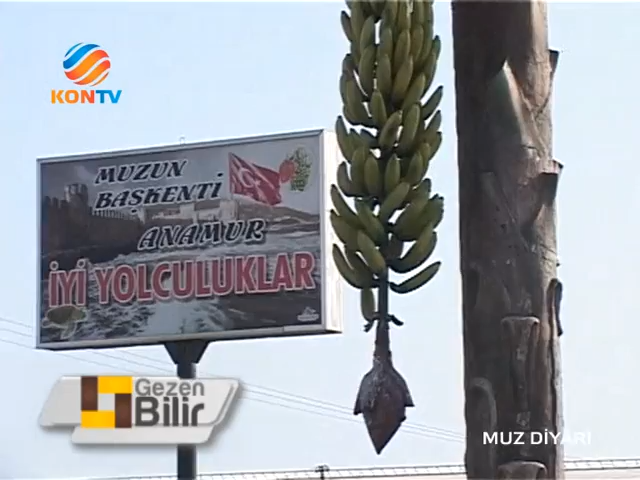 KONTV
MUZUN
BAŞKENTİ
ANAMUR
İYİ YOLCULUKLAR
Gezen
Bilir
MUZ DİYARI